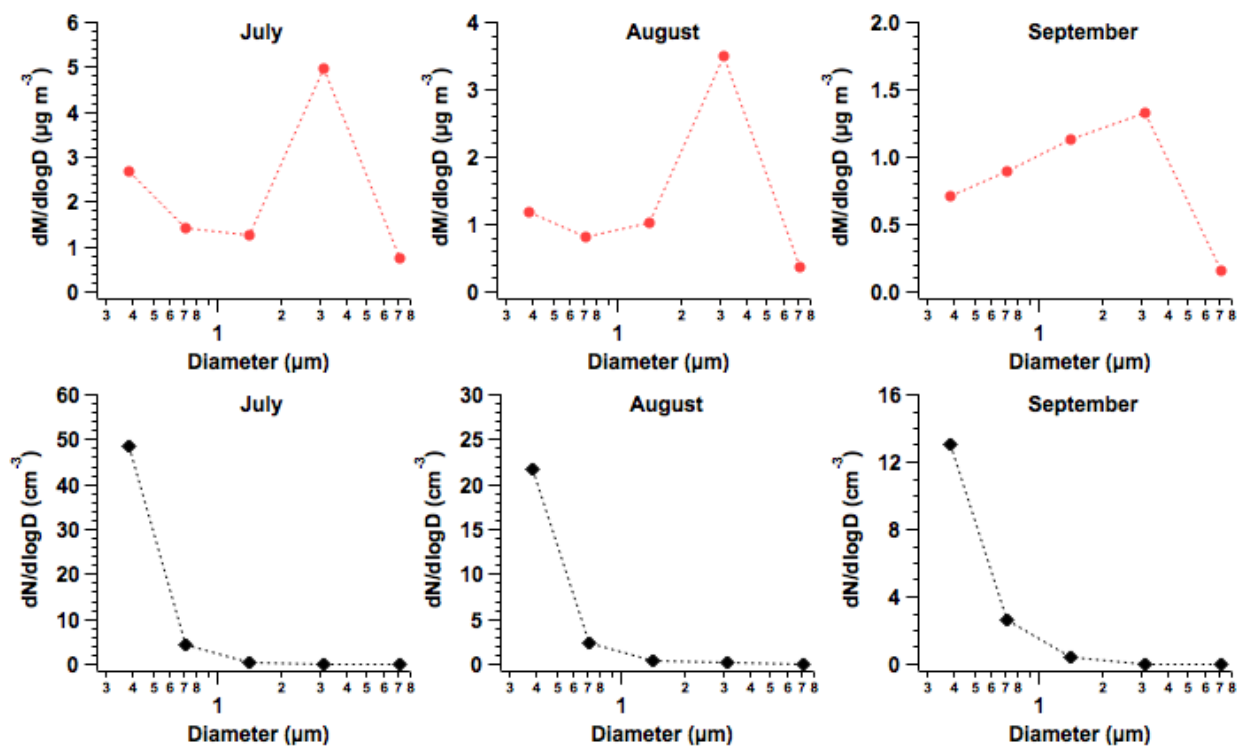 July
6
5
4
3
2
1
0
dM/dlogD (µg m⁻³)
3 4 5 6 7 8 2 3 4 5 6 7 8
1
Diameter (µm)
August
4
3
2
1
0
dM/dlogD (µg m⁻³)
3 4 5 6 7 8 2 3 4 5 6 7 8
1
Diameter (µm)
September
2.0
1.5
1.0
0.5
0.0
dM/dlogD (µg m⁻³)
3 4 5 6 7 8 2 3 4 5 6 7 8
1
Diameter (µm)
July
60
50
40
30
20
10
0
dN/dlogD (cm⁻³)
3 4 5 6 7 8 2 3 4 5 6 7 8
1
Diameter (µm)
August
30
25
20
15
10
5
0
dN/dlogD (cm⁻³)
3 4 5 6 7 8 2 3 4 5 6 7 8
1
Diameter (µm)
September
16
12
8
4
0
dN/dlogD (cm⁻³)
3 4 5 6 7 8 2 3 4 5 6 7 8
1
Diameter (µm)